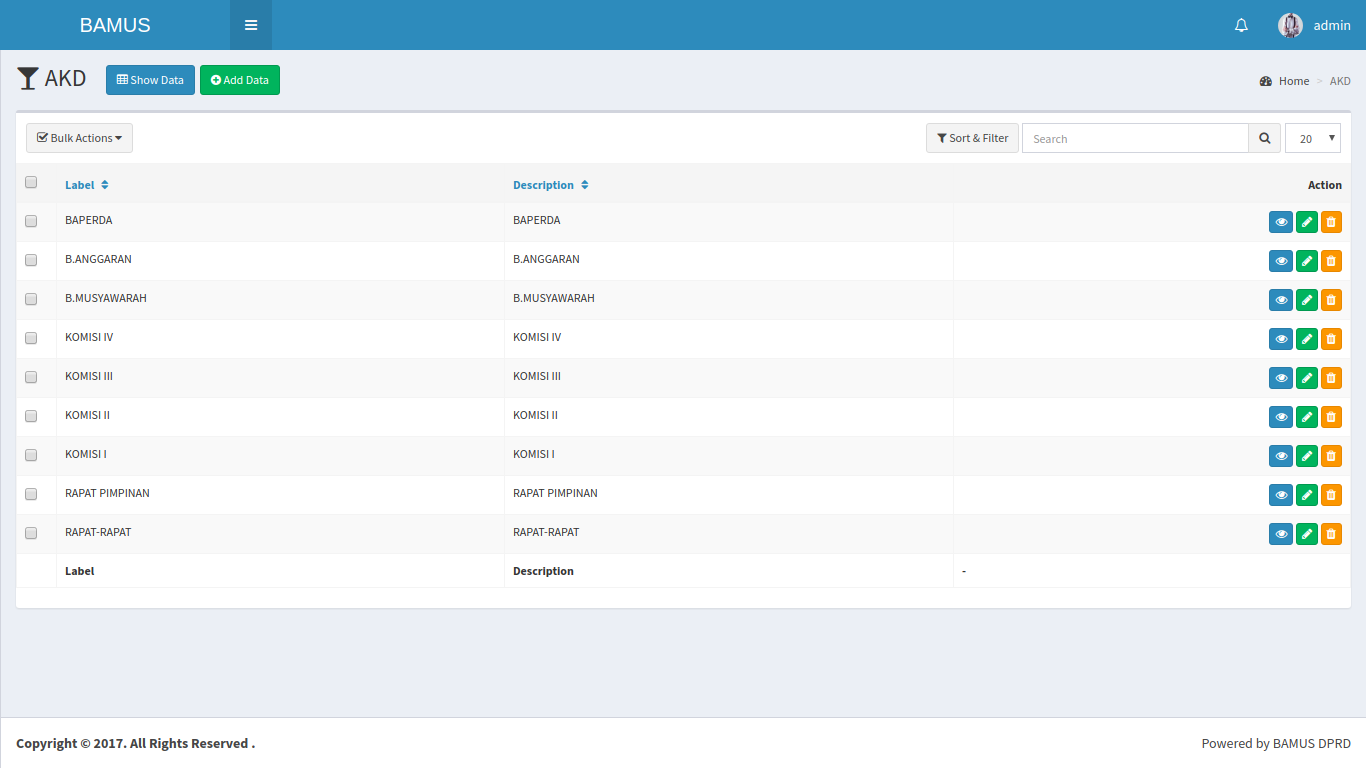 BAMUS
admin
AKD Show Data Add Data
Home > AKD
Bulk Actions Sort & Filter Search 20
Label Description Action
BAPERDA BAPERDA
B.ANGGARAN B.ANGGARAN
B.MUSYAWARAH B.MUSYAWARAH
KOMISI IV KOMISI IV
KOMISI III KOMISI III
KOMISI II KOMISI II
KOMISI I KOMISI I
RAPAT PIMPINAN RAPAT PIMPINAN
RAPAT-RAPAT RAPAT-RAPAT
Label Description -
Copyright © 2017. All Rights Reserved .
Powered by BAMUS DPRD